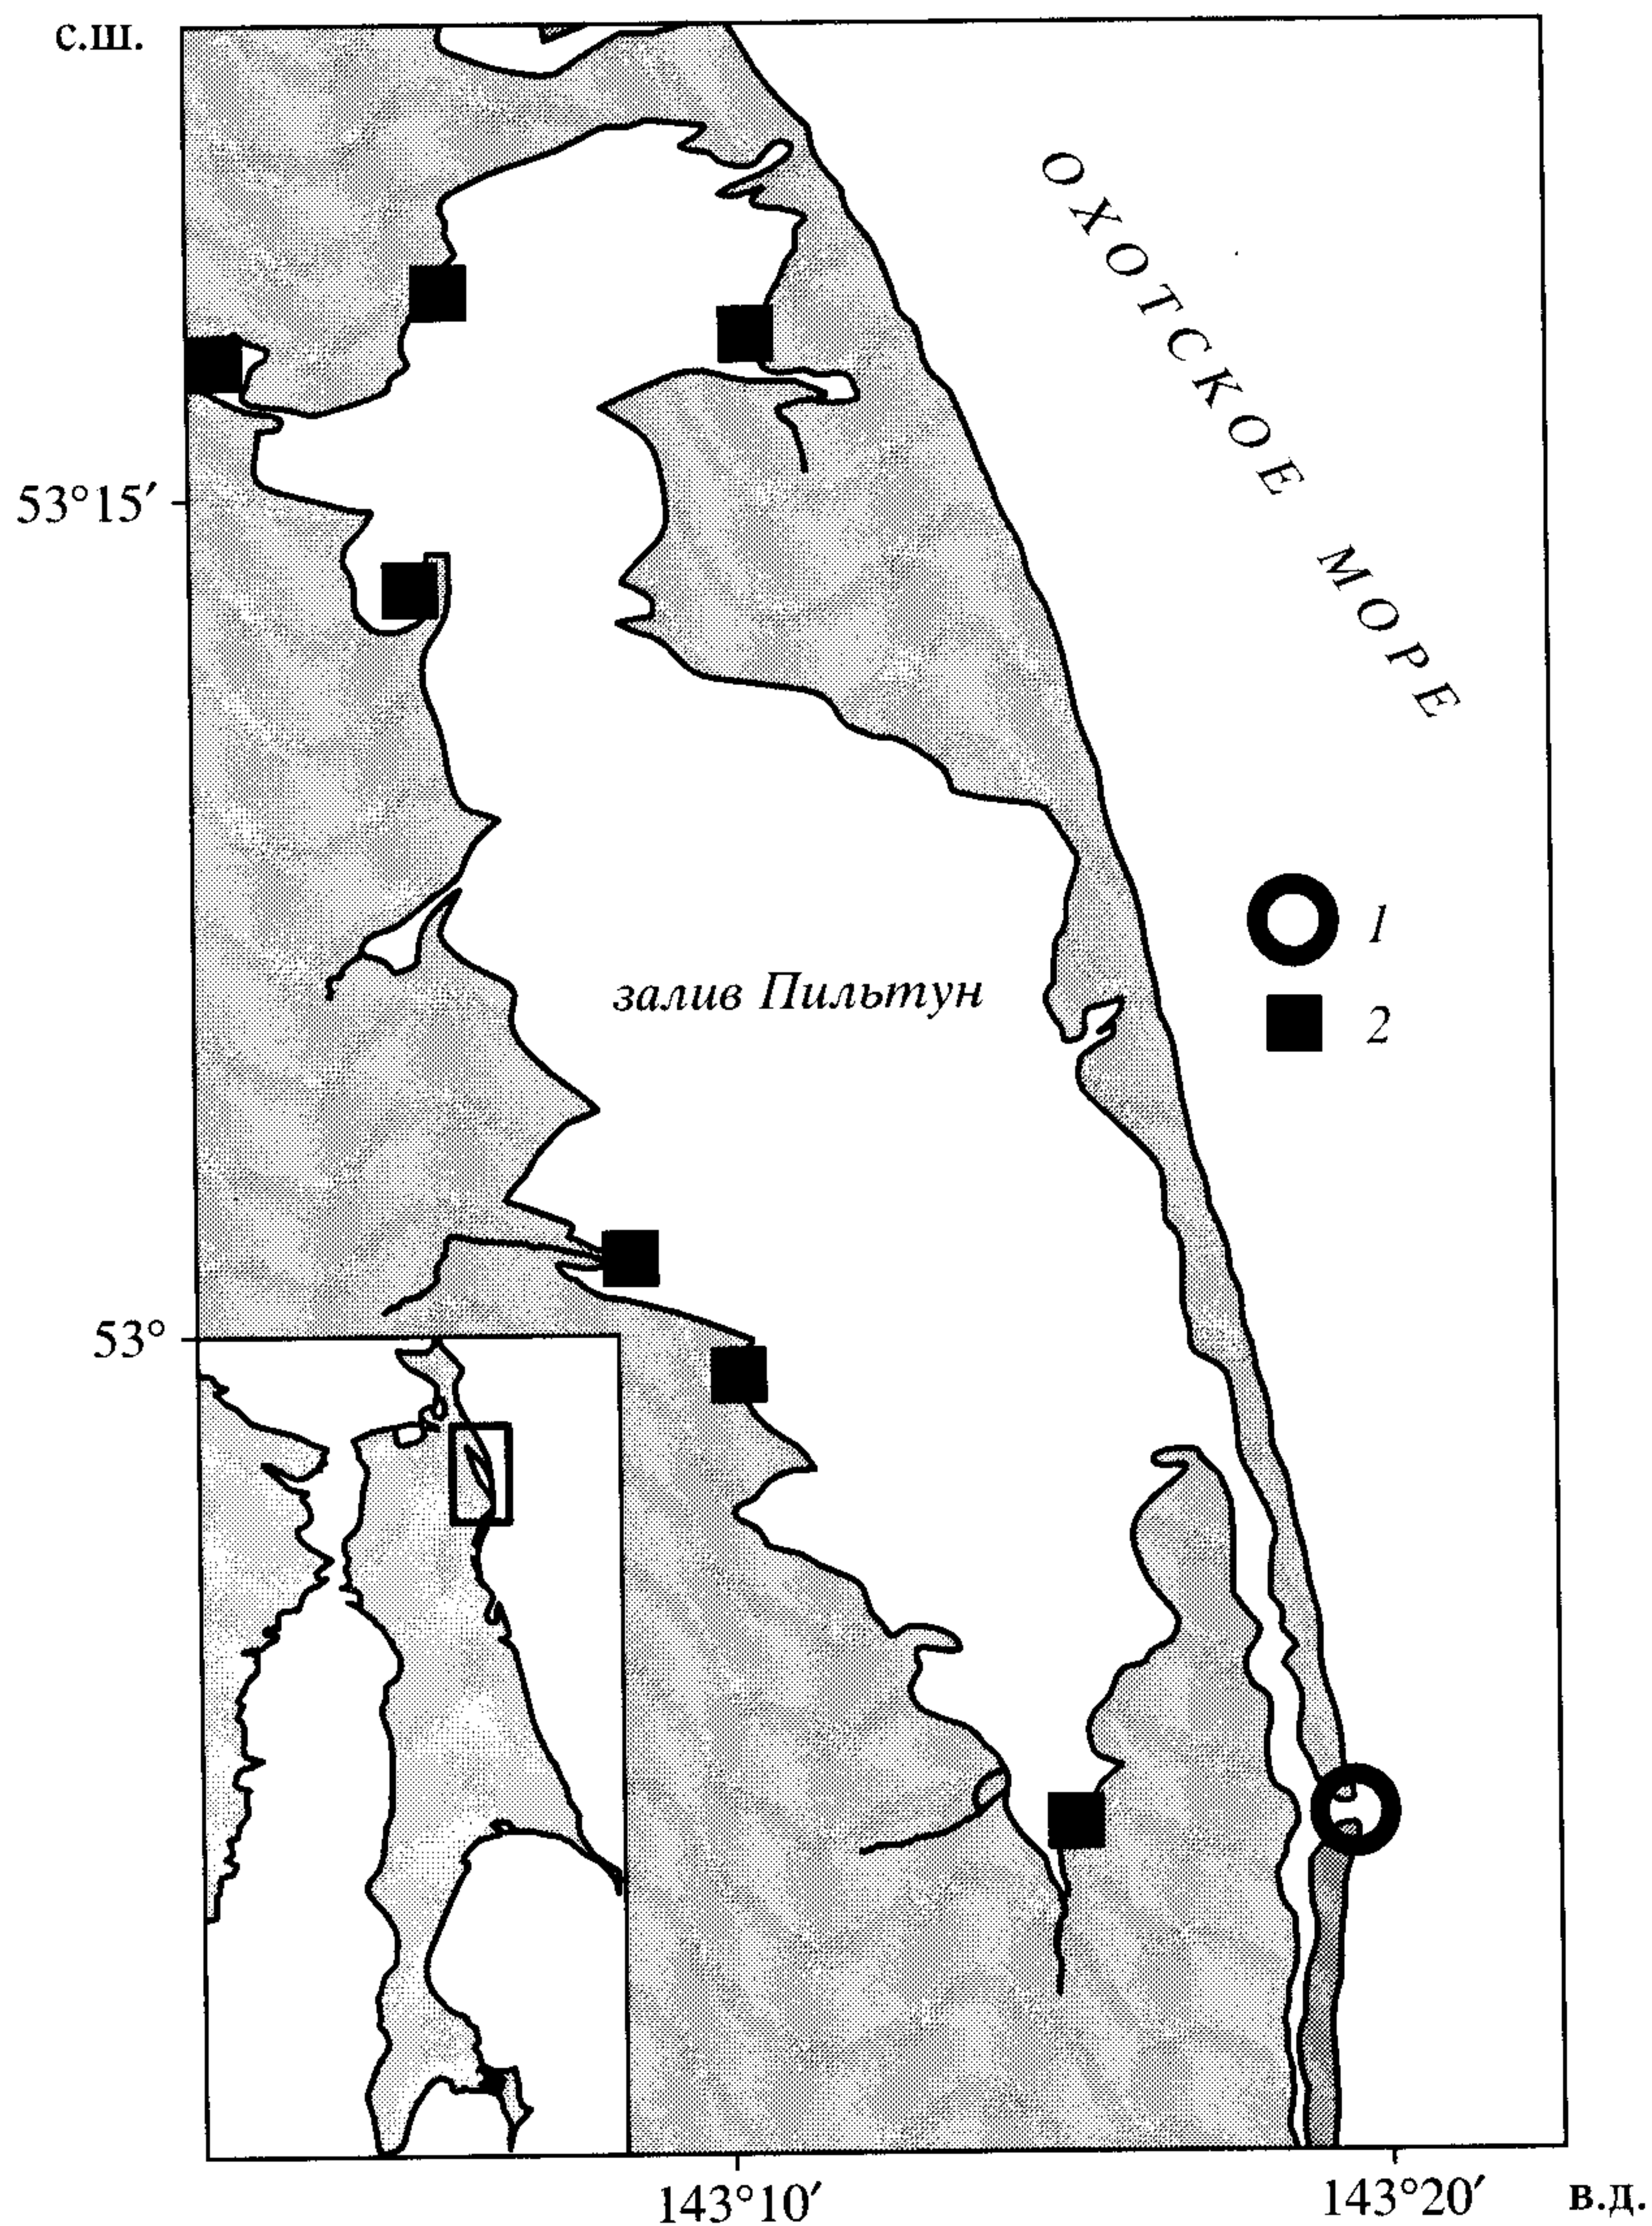 с.ш.
ОХОТСКОЕ МОРЕ
53°15′
1
залив Пильтун
2
53°
143°10′
143°20′
в.д.